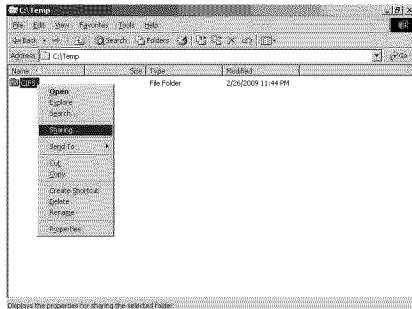 C:\Temp
File Edit View Favorites Tools Help
Back Search Folders
Address C:\Temp Go
Name Size Type Modified
CIFS File Folder 2/26/2009 11:44 PM
Open
Explore
Search...
Sharing...
Send To
Cut
Copy
Create Shortcut
Delete
Rename
Properties
Displays the properties for sharing the selected folder.